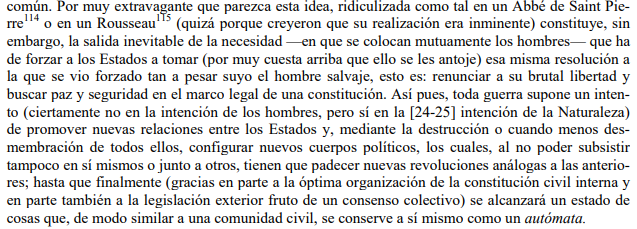 común. Por muy extravagante que parezca esta idea, ridiculizada como tal en un Abbé de Saint Pie-
rre114 o en un Rousseau115 (quizá porque creyeron que su realización era inminente) constituye, sin
embargo, la salida inevitable de la necesidad —en que se colocan mutuamente los hombres— que ha
de forzar a los Estados a tomar (por muy cuesta arriba que ello se les antoje) esa misma resolución a
la que se vio forzado tan a pesar suyo el hombre salvaje, esto es: renunciar a su brutal libertad y
buscar paz y seguridad en el marco legal de una constitución. Así pues, toda guerra supone un inten-
to (ciertamente no en la intención de los hombres, pero sí en la [24-25] intención de la Naturaleza)
de promover nuevas relaciones entre los Estados y, mediante la destrucción o cuando menos des-
membración de todos ellos, configurar nuevos cuerpos políticos, los cuales, al no poder subsistir
tampoco en sí mismos o junto a otros, tienen que padecer nuevas revoluciones análogas a las anterio-
res; hasta que finalmente (gracias en parte a la óptima organización de la constitución civil interna y
en parte también a la legislación exterior fruto de un consenso colectivo) se alcanzará un estado de
cosas que, de modo similar a una comunidad civil, se conserve a sí mismo como un autómata.